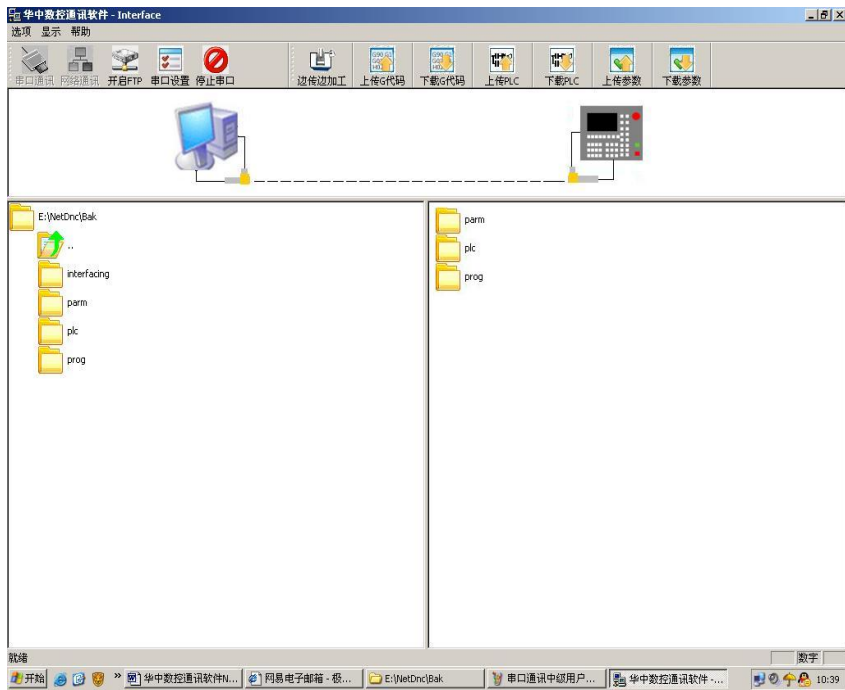 华中数控通讯软件 - Interface
选项 显示 帮助
串口通讯 网络通讯 开启FTP 串口设置 停止串口 边传边加工 上传G代码 下载G代码 上传PLC 下载PLC 上传参数 下载参数
E:\NetDnc\Bak
..
interfacing
parm
plc
prog
parm
plc
prog
就绪 数字
开始 » 华中数控通讯软件N... 网易电子邮箱 - 极... E:\NetDnc\Bak 串口通讯中级用户... 华中数控通讯软件 -... 10:39